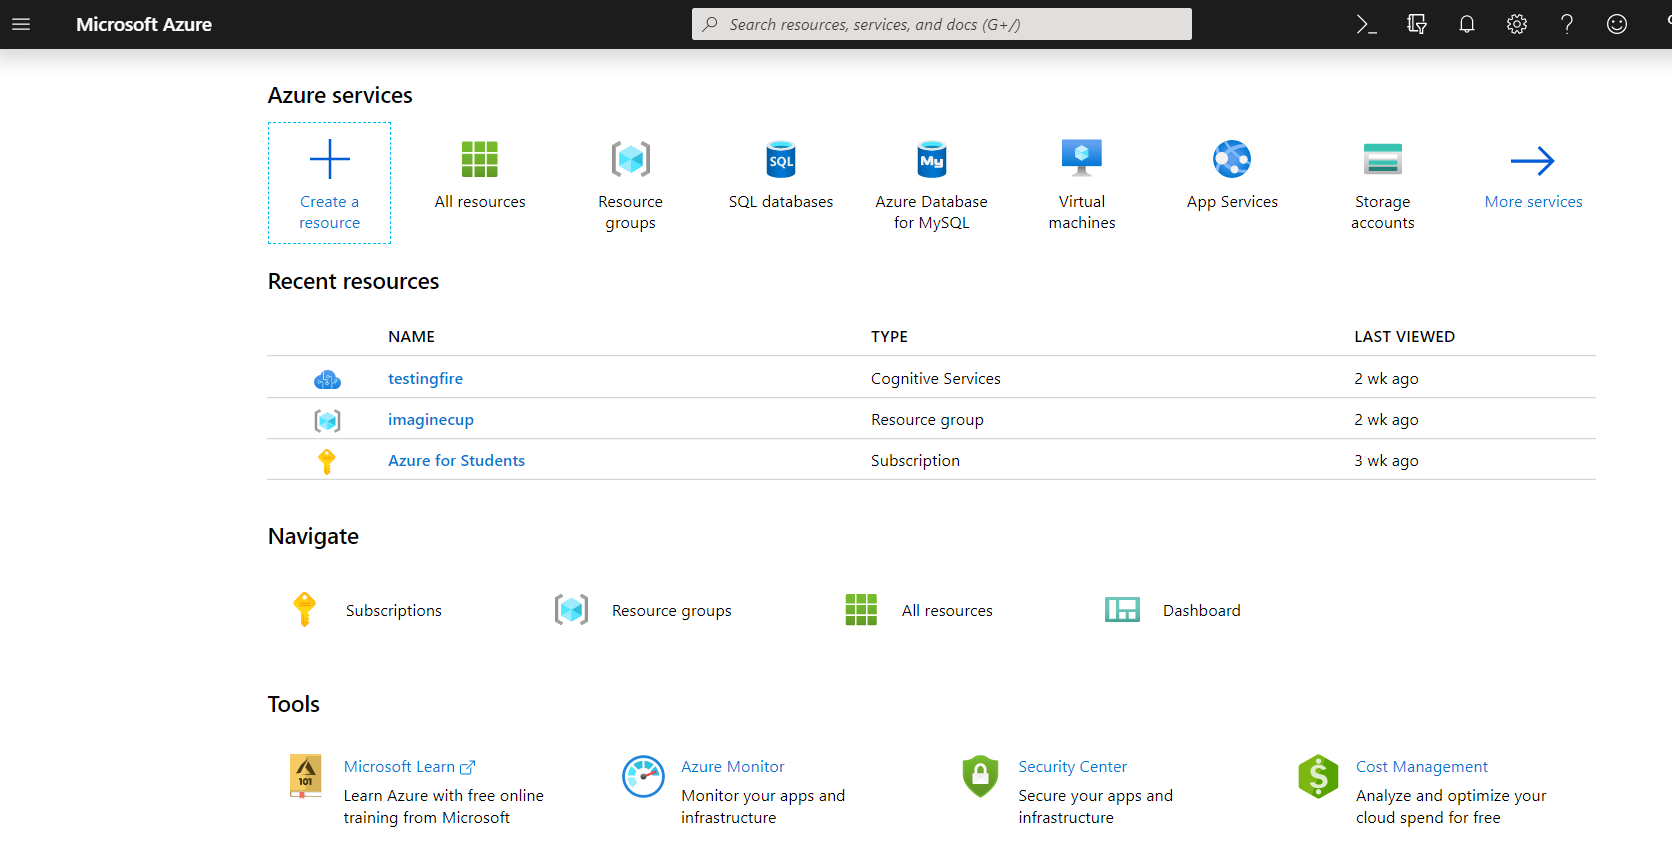 Microsoft Azure
Search resources, services, and docs (G+/)
Azure services
Create a
resource
All resources
Resource
groups
SQL
SQL databases
My
Azure Database
for MySQL
Virtual
machines
App Services
Storage
accounts
More services
Recent resources
NAME TYPE LAST VIEWED
testingfire Cognitive Services 2 wk ago
imaginecup Resource group 2 wk ago
Azure for Students Subscription 3 wk ago
Navigate
Subscriptions Resource groups All resources Dashboard
Tools
101
Microsoft Learn
Learn Azure with free online
training from Microsoft
Azure Monitor
Monitor your apps and
infrastructure
Security Center
Secure your apps and
infrastructure
$
Cost Management
Analyze and optimize your
cloud spend for free